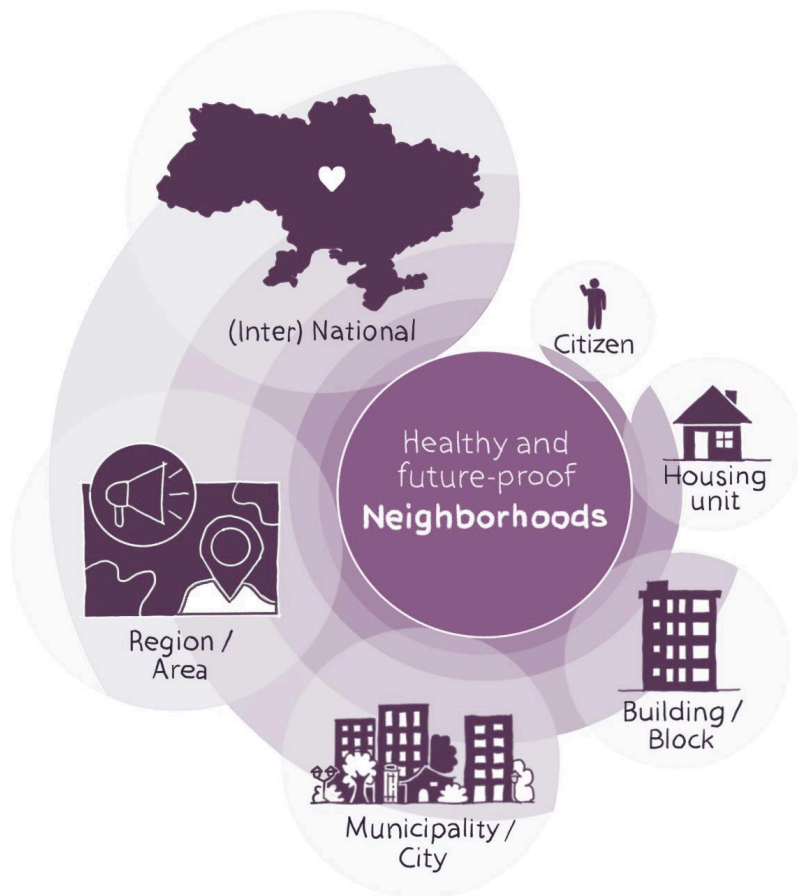 (Inter) National
Citizen
Healthy and
future-proof
Neighborhoods
Housing
unit
Region /
Area
Building /
Block
Municipality /
City